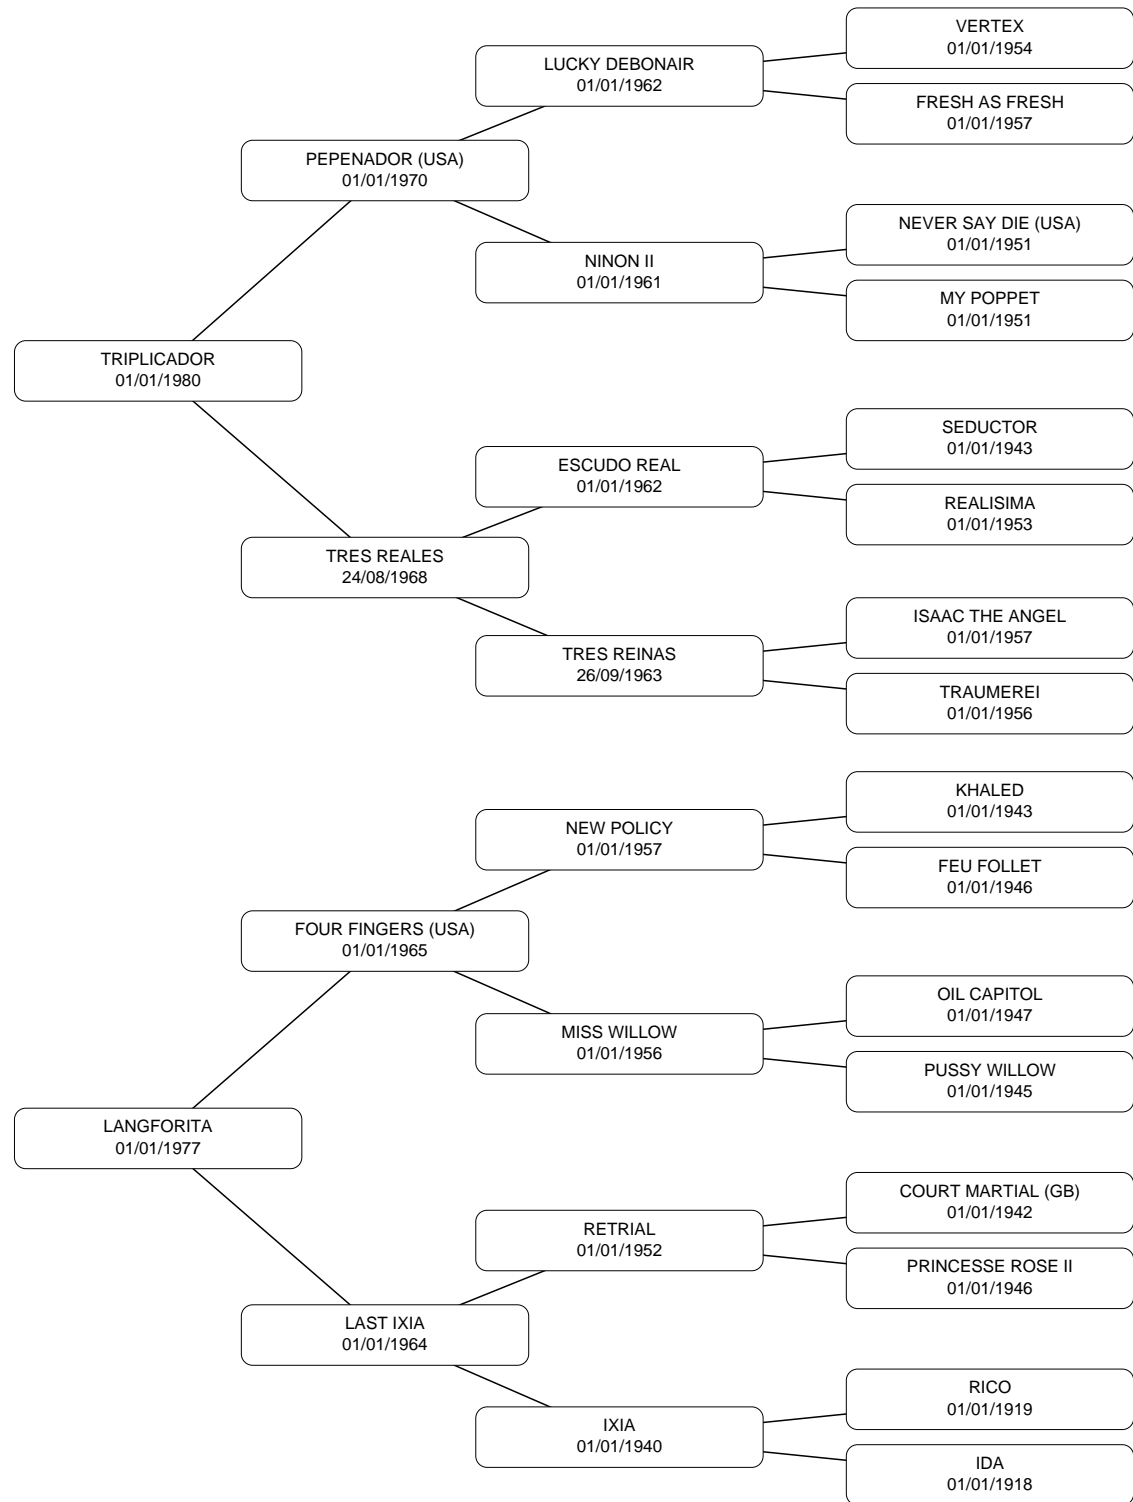 VERTEX
01/01/1954
LUCKY DEBONAIR
01/01/1962
FRESH AS FRESH
01/01/1957
PEPENADOR (USA)
01/01/1970
NEVER SAY DIE (USA)
01/01/1951
NINON II
01/01/1961
MY POPPET
01/01/1951
TRIPLICADOR
01/01/1980
SEDUCTOR
01/01/1943
ESCUDO REAL
01/01/1962
REALISIMA
01/01/1953
TRES REALES
24/08/1968
ISAAC THE ANGEL
01/01/1957
TRES REINAS
26/09/1963
TRAUMEREI
01/01/1956
KHALED
01/01/1943
NEW POLICY
01/01/1957
FEU FOLLET
01/01/1946
FOUR FINGERS (USA)
01/01/1965
OIL CAPITOL
01/01/1947
MISS WILLOW
01/01/1956
PUSSY WILLOW
01/01/1945
LANGFORITA
01/01/1977
COURT MARTIAL (GB)
01/01/1942
RETRIAL
01/01/1952
PRINCESSE ROSE II
01/01/1946
LAST IXIA
01/01/1964
RICO
01/01/1919
IXIA
01/01/1940
IDA
01/01/1918